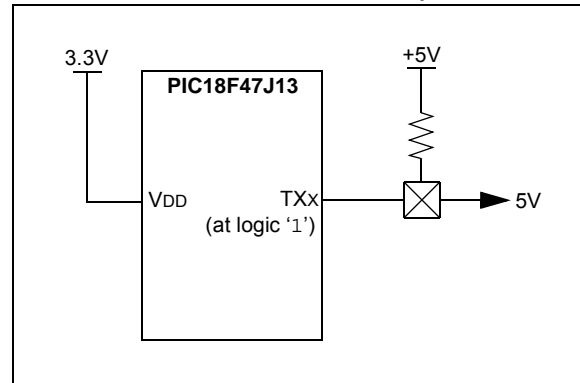 3.3V
+5V
PIC18F47J13
VDD
TXX
5V
(at logic ‘1’)